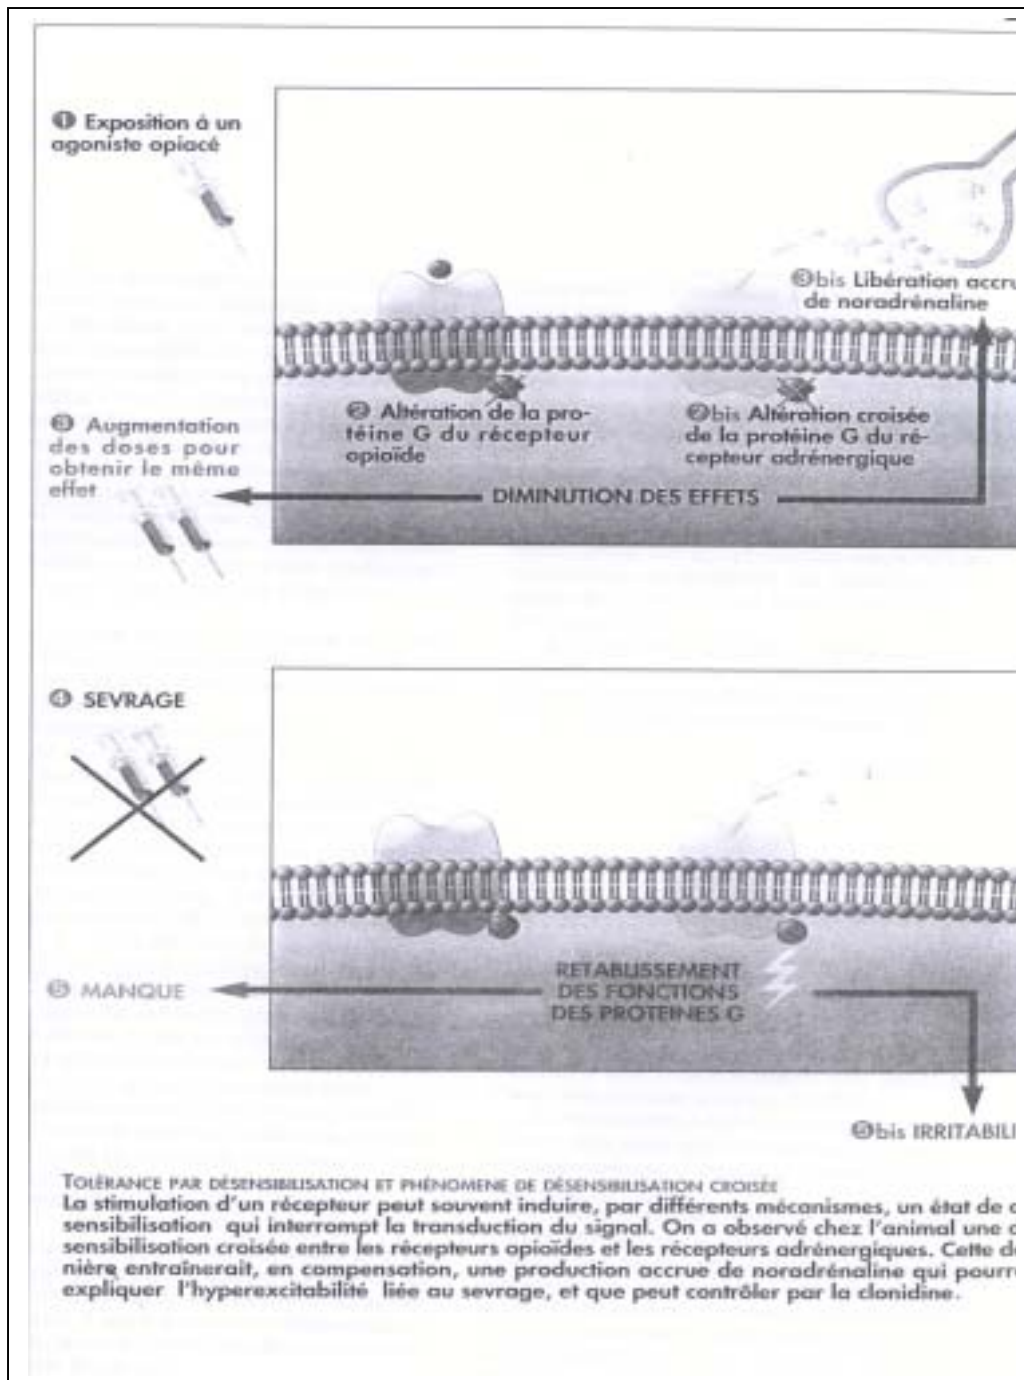 ❶ Exposition à un
agoniste opiacé
❸bis Libération accru
de noradrénaline
❷ Altération de la pro-
téine G du récepteur
opioïde
❷bis Altération croisée
de la protéine G du ré-
cepteur adrénergique
❸ Augmentation
des doses pour
obtenir le même
effet
DIMINUTION DES EFFETS
❹ SEVRAGE
RETABLISSEMENT
DES FONCTIONS
DES PROTEINES G
❺ MANQUE
❺bis IRRITABILI
TOLÉRANCE PAR DÉSENSIBILISATION ET PHÉNOMENE DE DÉSENSIBILISATION CROISÉE
La stimulation d'un récepteur peut souvent induire, par différents mécanismes, un état de d
sensibilisation qui interrompt la transduction du signal. On a observé chez l'animal une d
sensibilisation croisée entre les récepteurs opioïdes et les récepteurs adrénergiques. Cette de
nière entraînerait, en compensation, une production accrue de noradrénaline qui pourr
expliquer l'hyperexcitabilité liée au sevrage, et que peut contrôler par la clonidine.